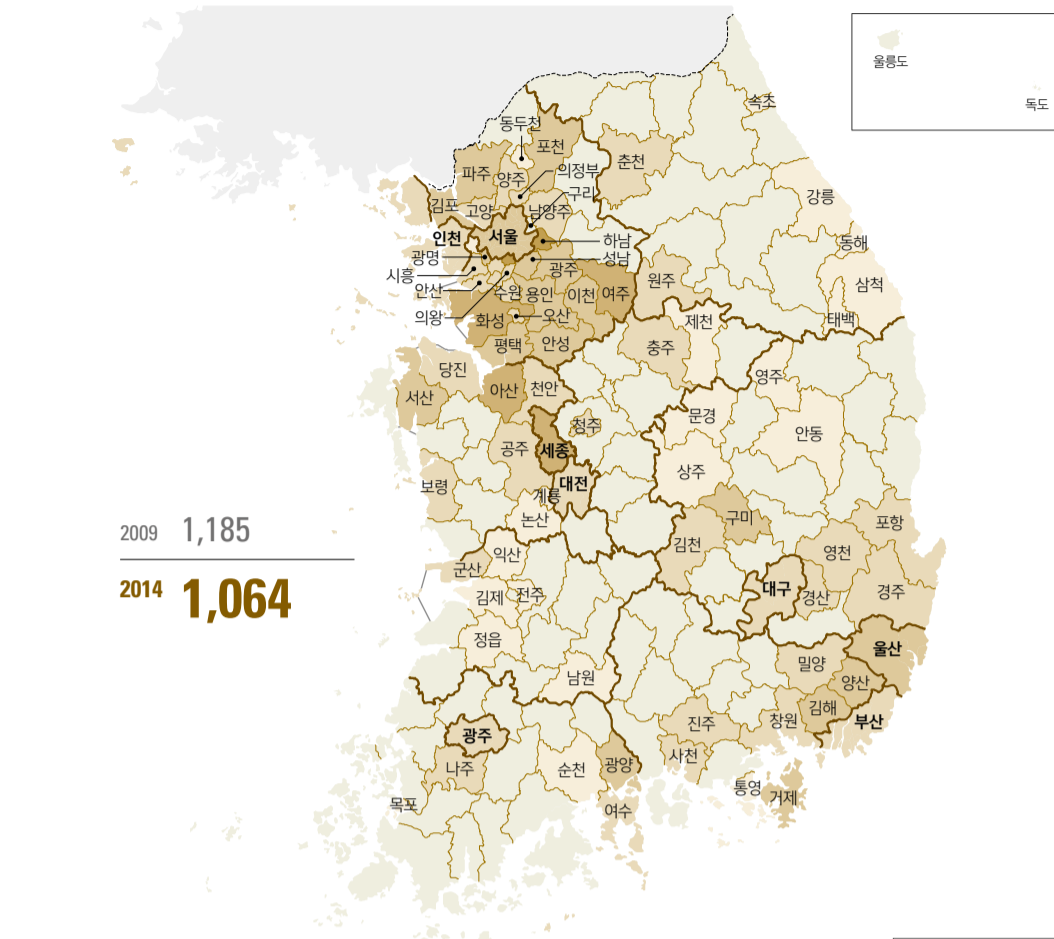 울릉도
독도
속초
동두천
포천
춘천
의정부
파주
양주
구리
강릉
김포
고양
남양주
인천
서울
하남
동해
광명
성남
시흥
광주
원주
삼척
안산
수원
용인
이천
여주
의왕
화성
오산
제천
태백
평택
안성
충주
당진
영주
서산
아산
천안
문경
청주
안동
공주
세종
상주
보령
대전
계룡
논산
구미
포항
2009 1,185
김천
익산
영천
군산
2014 1,064
김제
전주
대구
경산
경주
정읍
울산
밀양
남원
양산
김해
진주
창원
부산
광주
사천
나주
순천
광양
통영
거제
목포
여수